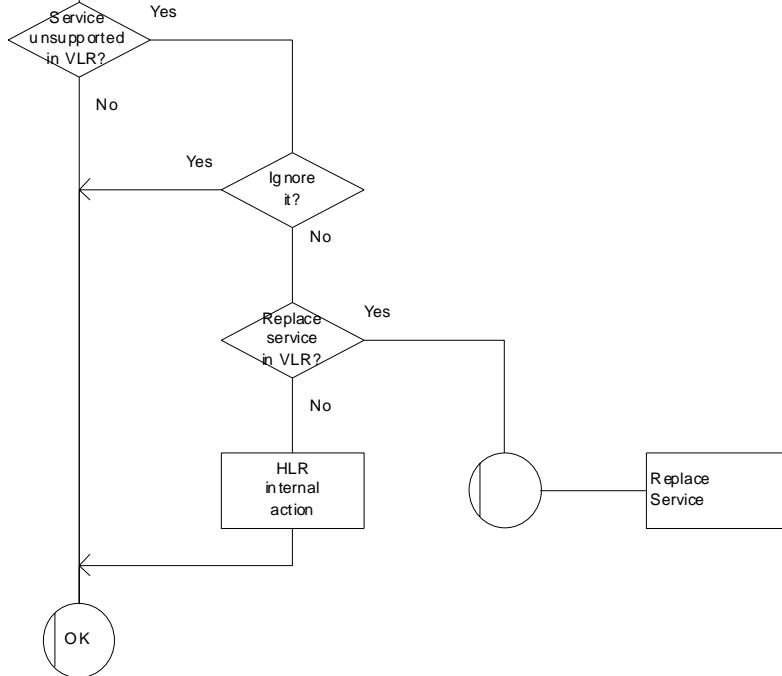 Service
unsupported
in VLR?
Yes
No
Yes
Ignore
it?
No
Replace
service
in VLR?
Yes
No
HLR
internal
action
Replace
Service
OK